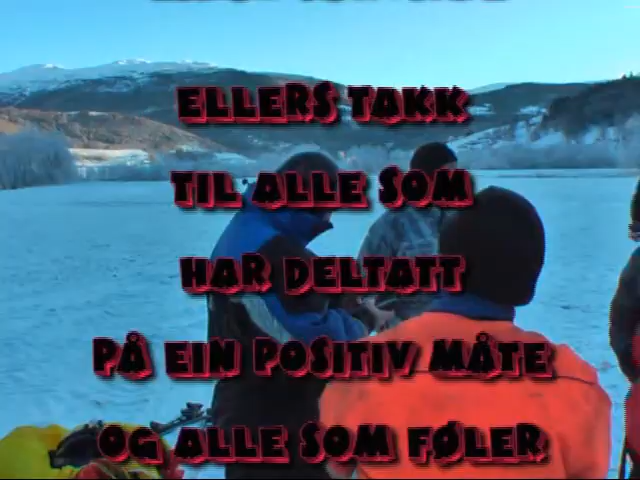 ELLERS TAKK
TIL ALLE SOM
HAR DELTATT
PÅ EIN POSITIV MÅTE
OG ALLE SOM FØLER